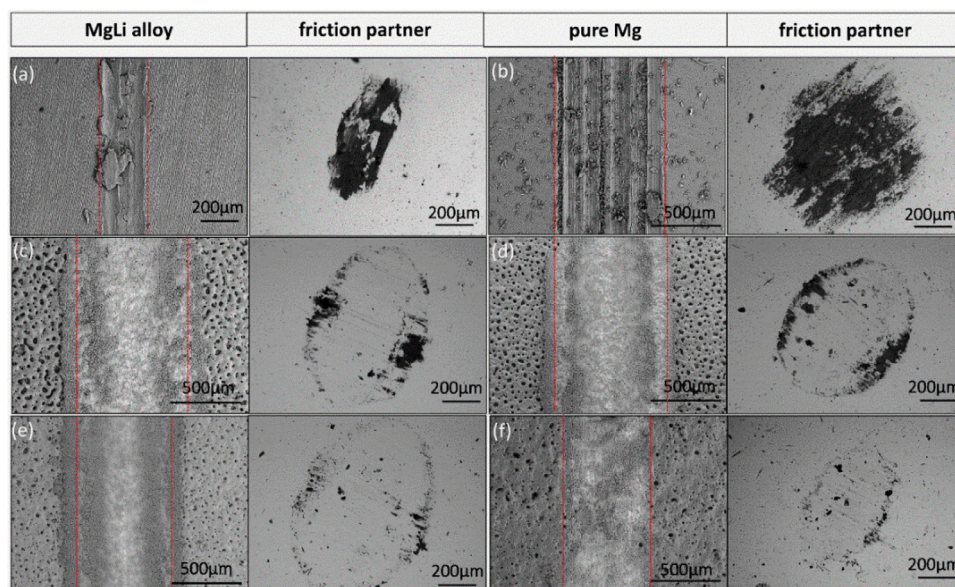 MgLi alloy friction partner pure Mg friction partner
(a) 200μm 200μm (b) 500μm 200μm
(c) 500μm 200μm (d) 500μm 200μm
(e) 500μm 200μm (f) 500μm 200μm